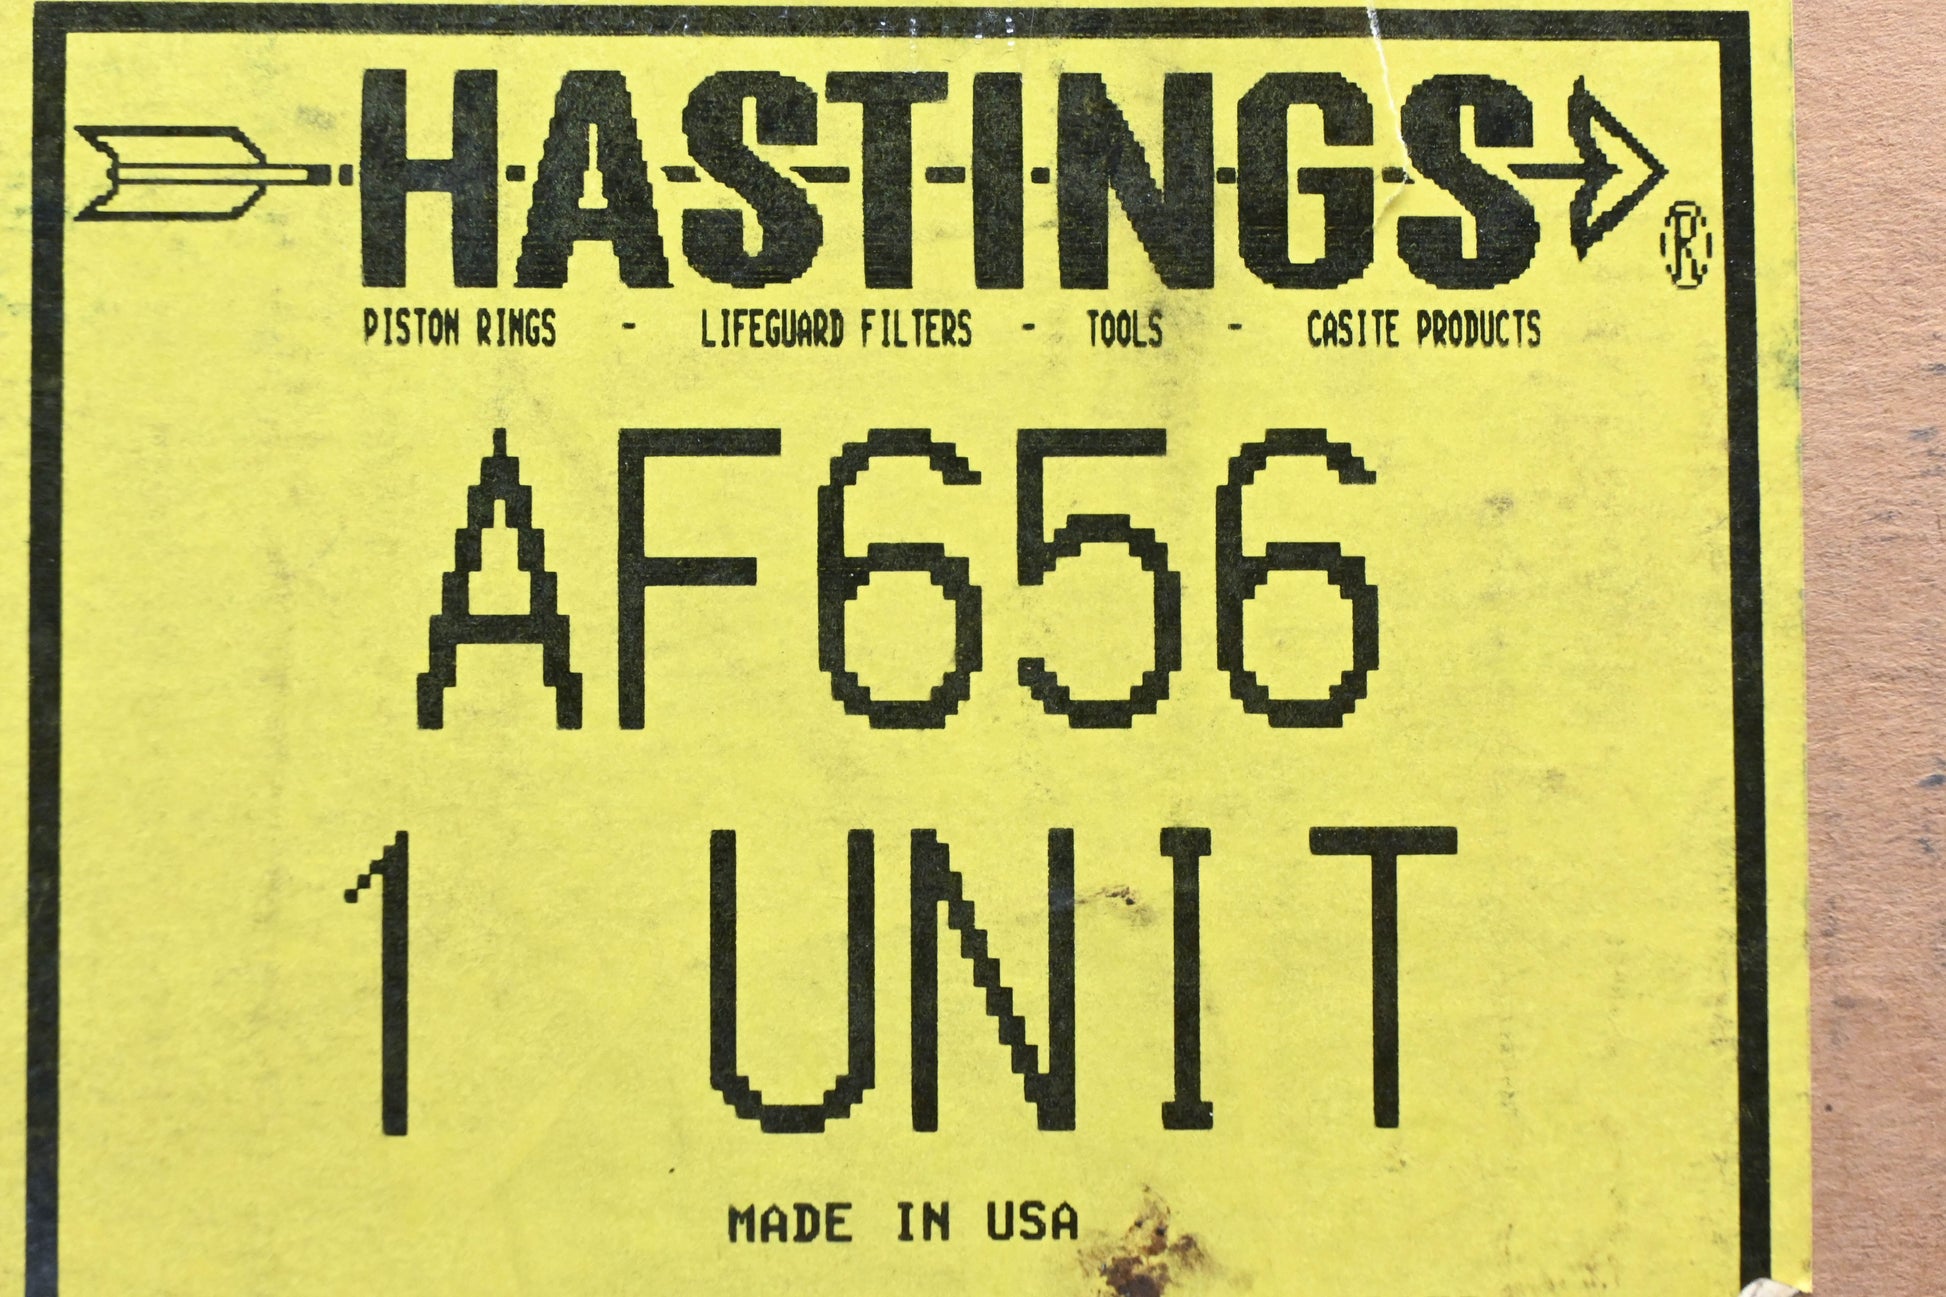 HASTINGS ®
PISTON RINGS - LIFEGUARD FILTERS - TOOLS - CASITE PRODUCTS
AF656
1 UNIT
MADE IN USA